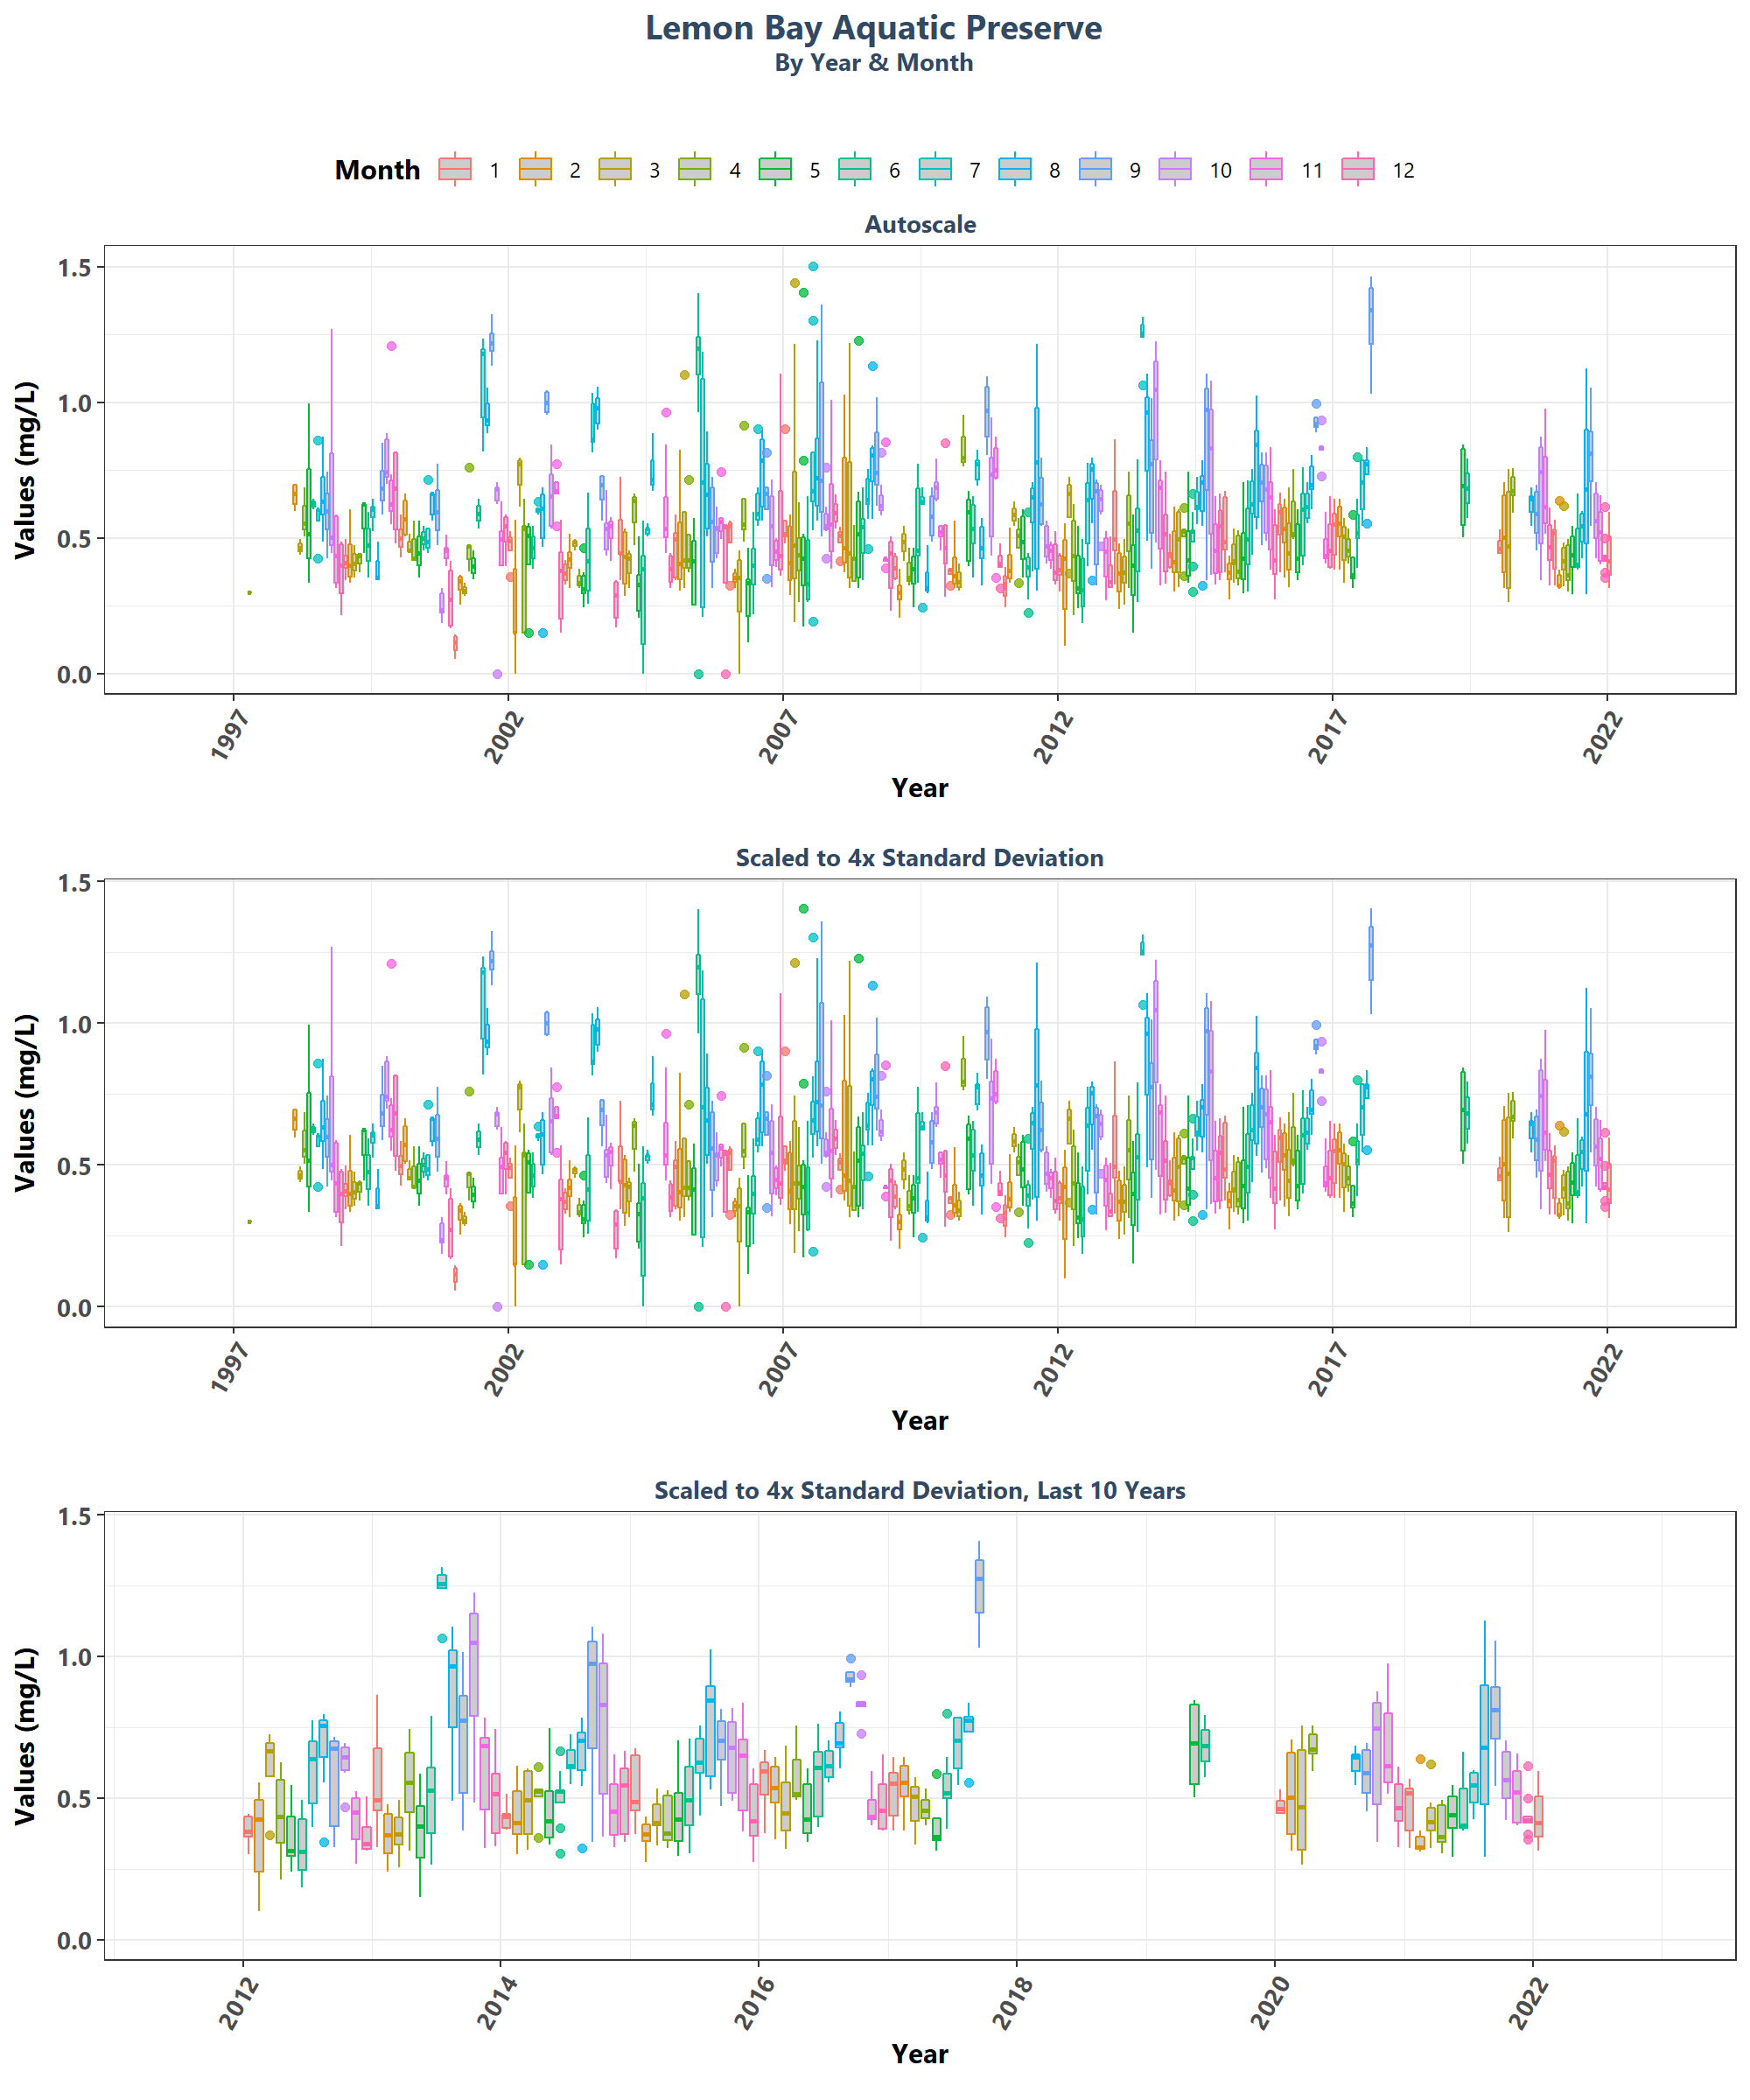 Lemon Bay Aquatic Preserve
By Year & Month
Month 1 2 3 4 5 6 7 8 9 10 11 12
Autoscale
Values (mg/L)
1.5
1.0
0.5
0.0
1997 2002 2007 2012 2017 2022
Year
Scaled to 4x Standard Deviation
Values (mg/L)
1.5
1.0
0.5
0.0
1997 2002 2007 2012 2017 2022
Year
Scaled to 4x Standard Deviation, Last 10 Years
Values (mg/L)
1.5
1.0
0.5
0.0
2012 2014 2016 2018 2020 2022
Year